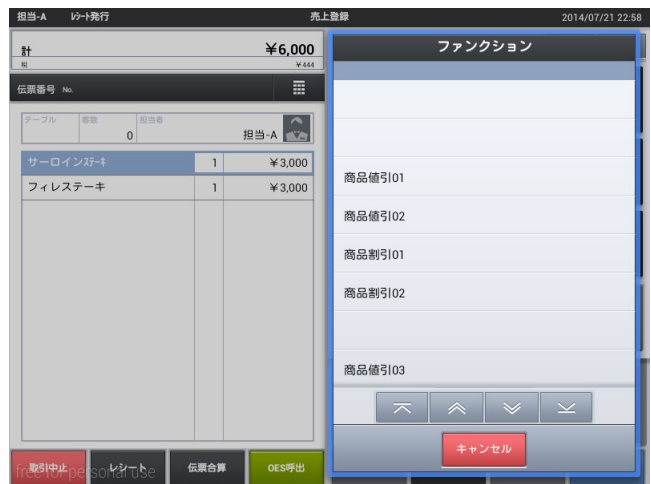 担当-A ﾚｼｰﾄ発行 売上登録 2014/07/21 22:58
計 ¥6,000
税 ¥444
伝票番号 No.
テーブル 客数 担当者
0 担当-A
サーロインｽﾃｰｷ 1 ¥3,000
フィレステーキ 1 ¥3,000
取引中止 レシート 伝票合算 OES呼出
free for personal use
ファンクション
商品値引01
商品値引02
商品割引01
商品割引02
商品値引03
キャンセル